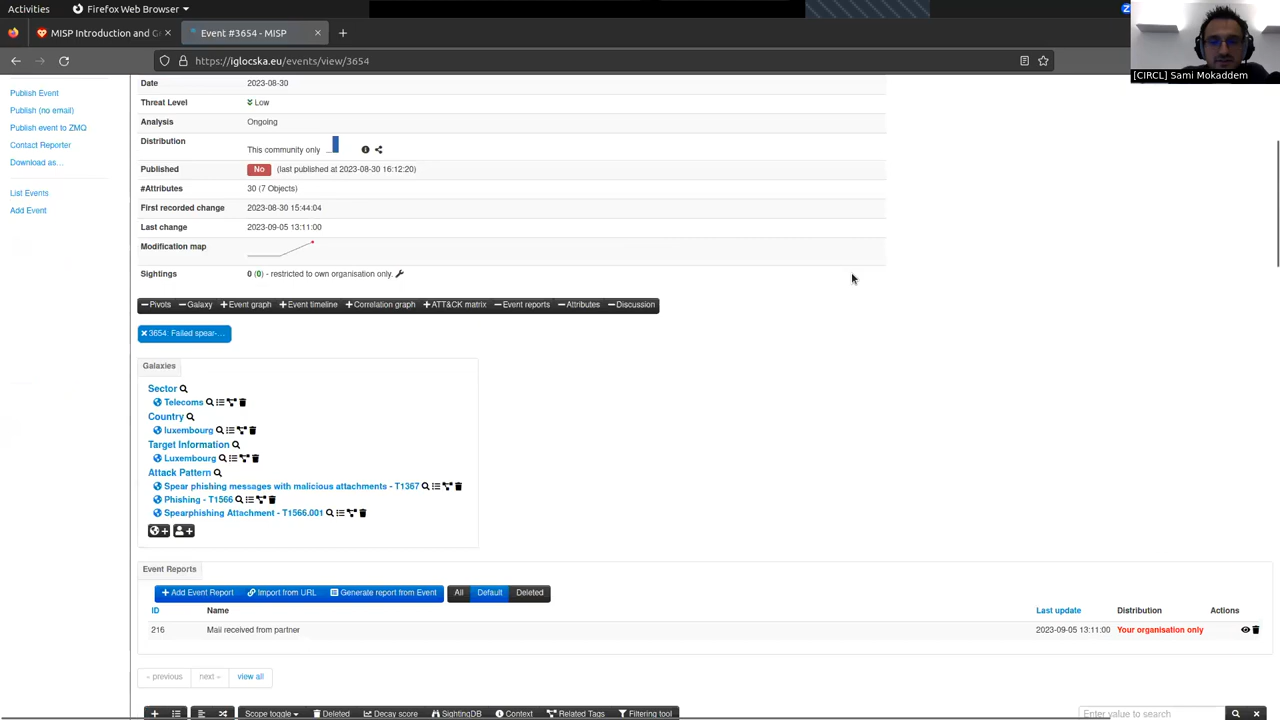 Activities Firefox Web Browser
MISP Introduction and G
Event #3654 - MISP
https://iglocska.eu/events/view/3654
[CIRCL] Sami Mokaddem
Publish Event
Publish (no email)
Publish event to ZMQ
Contact Reporter
Download as...
List Events
Add Event
Date 2023-08-30
Threat Level Low
Analysis Ongoing
Distribution This community only
Published No (last published at 2023-08-30 16:12:20)
#Attributes 30 (7 Objects)
First recorded change 2023-08-30 15:44:04
Last change 2023-09-05 13:11:00
Modification map
Sightings 0 (0) - restricted to own organisation only.
Pivots Galaxy Event graph Event timeline Correlation graph ATT&CK matrix Event reports Attributes Discussion
3654: Failed spear-...
Galaxies
Sector
Telecoms
Country
luxembourg
Target Information
Luxembourg
Attack Pattern
Spear phishing messages with malicious attachments - T1367
Phishing - T1566
Spearphishing Attachment - T1566.001
Event Reports
Add Event Report Import from URL Generate report from Event All Default Deleted
ID Name Last update Distribution Actions
216 Mail received from partner 2023-09-05 13:11:00 Your organisation only
« previous next » view all
Scope toggle Deleted Decay score SightingDB Context Related Tags Filtering tool Enter value to search